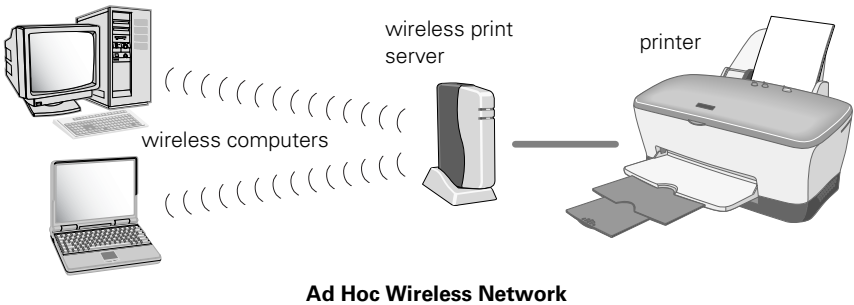 wireless print
server
printer
wireless computers
Ad Hoc Wireless Network